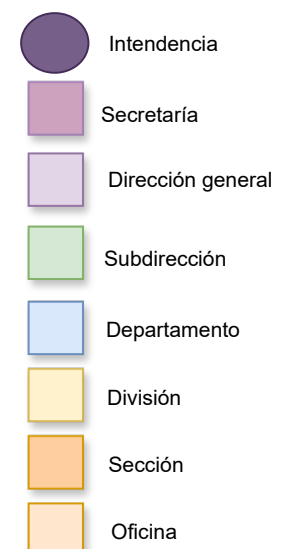 Intendencia
Secretaría
Dirección general
Subdirección
Departamento
División
Sección
Oficina